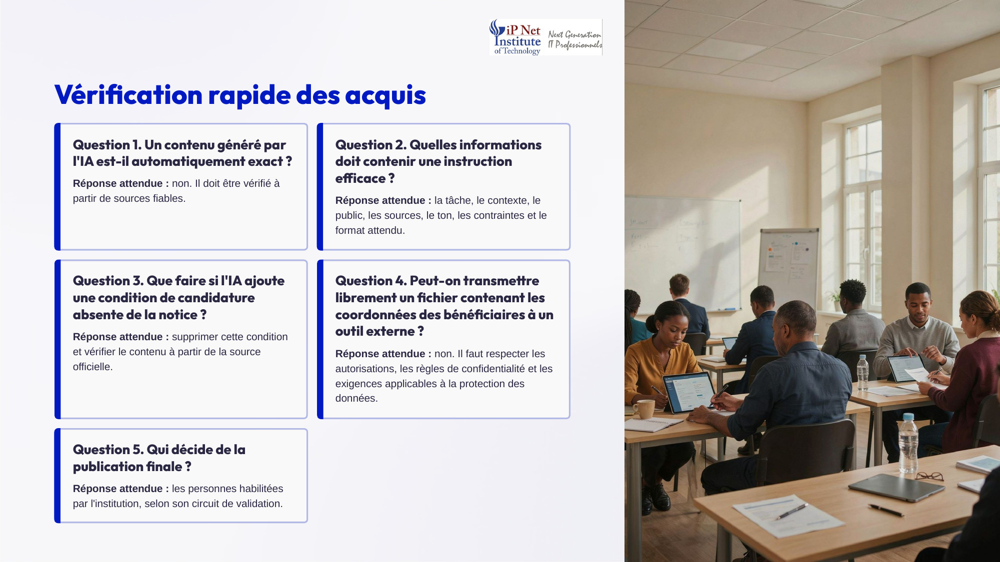 iP Net
Institute
of Technology
Next Generation
IT Professionnels
Vérification rapide des acquis
Question 1. Un contenu généré par
l'IA est-il automatiquement exact ?
Réponse attendue : non. Il doit être vérifié à
partir de sources fiables.
Question 2. Quelles informations
doit contenir une instruction
efficace ?
Réponse attendue : la tâche, le contexte, le
public, les sources, le ton, les contraintes et le
format attendu.
Question 3. Que faire si l'IA ajoute
une condition de candidature
absente de la notice ?
Réponse attendue : supprimer cette condition
et vérifier le contenu à partir de la source
officielle.
Question 4. Peut-on transmettre
librement un fichier contenant les
coordonnées des bénéficiaires à un
outil externe ?
Réponse attendue : non. Il faut respecter les
autorisations, les règles de confidentialité et les
exigences applicables à la protection des
données.
Question 5. Qui décide de la
publication finale ?
Réponse attendue : les personnes habilitées
par l'institution, selon son circuit de validation.